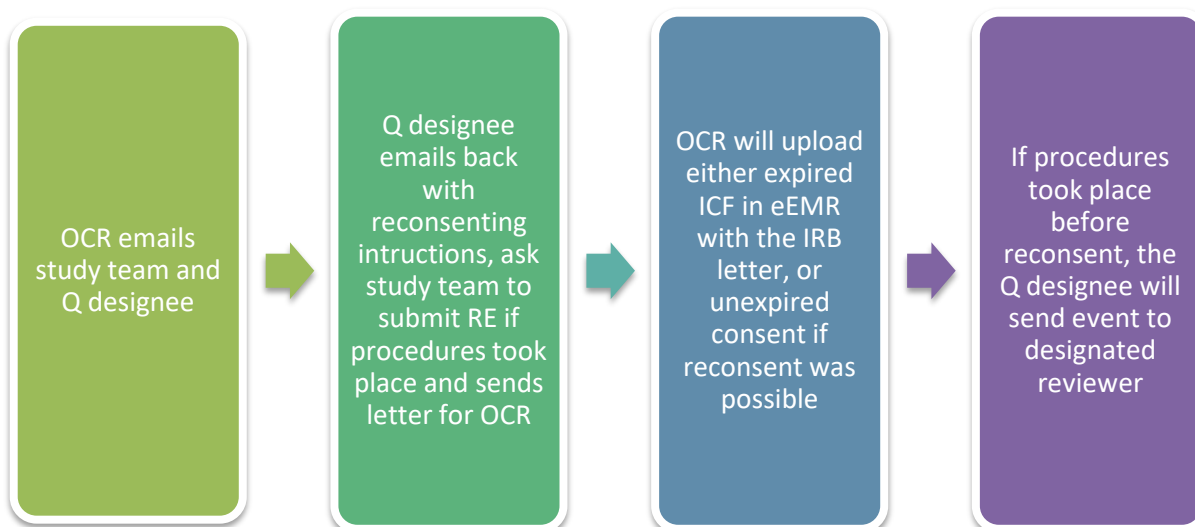 OCR emails
study team and
Q designee
Q designee
emails back
with
reconsenting
intructions, ask
study team to
submit RE if
procedures took
place and sends
letter for OCR
OCR will upload
either expired
ICF in eEMR
with the IRB
letter, or
unexpired
consent if
reconsent was
possible
If procedures
took place
before
reconsent, the
Q designee will
send event to
designated
reviewer